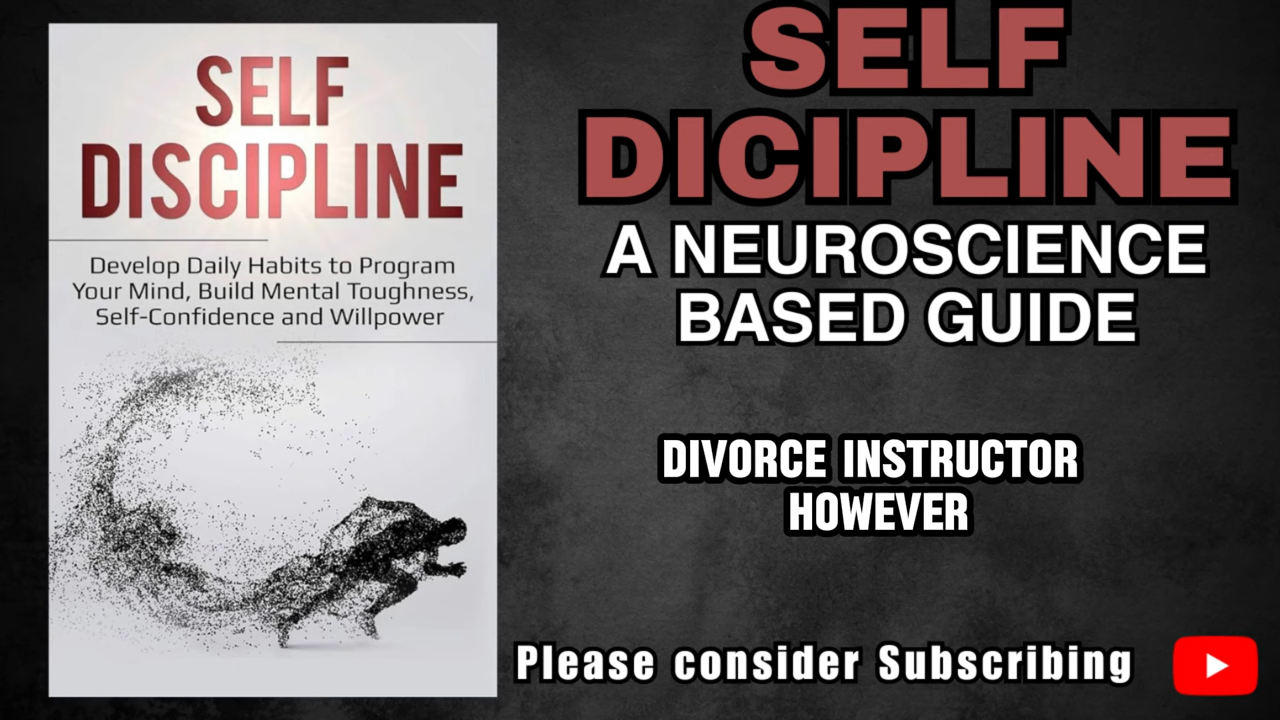 SELF
DISCIPLINE
Develop Daily Habits to Program
Your Mind, Build Mental Toughness,
Self-Confidence and Willpower
SELF
DICIPLINE
A NEUROSCIENCE
BASED GUIDE
DIVORCE INSTRUCTOR
HOWEVER
Please consider Subscribing